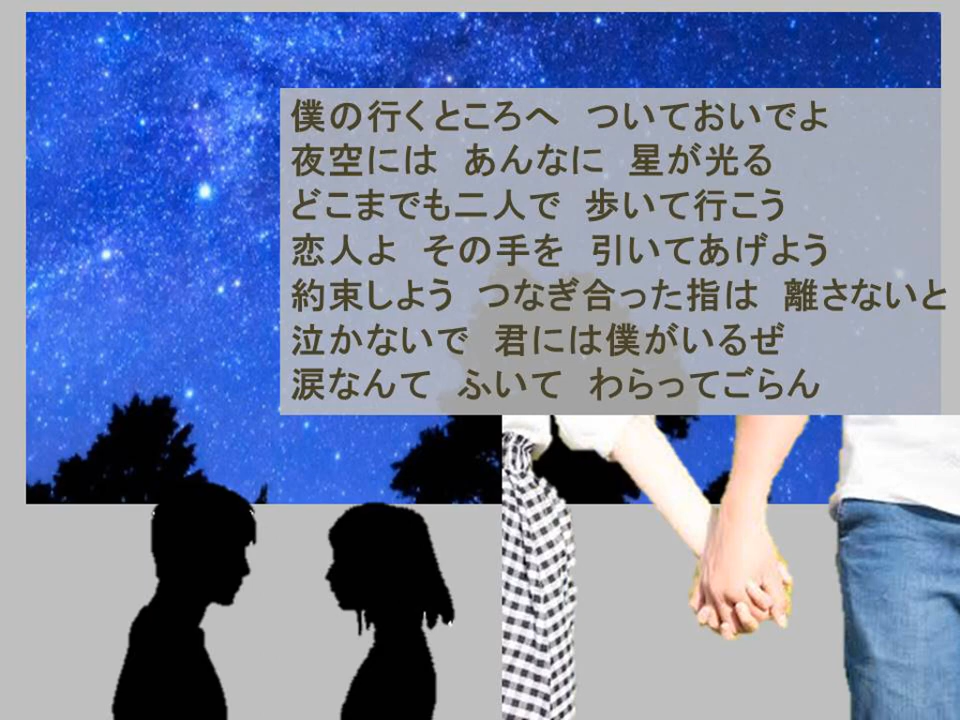 僕の行くところへ　ついておいでよ
夜空には　あんなに　星が光る
どこまでも二人で　歩いて行こう
恋人よ　その手を　引いてあげよう
約束しよう　つなぎ合った指は　離さないと
泣かないで　君には僕がいるぜ
涙なんて　ふいて　わらってごらん